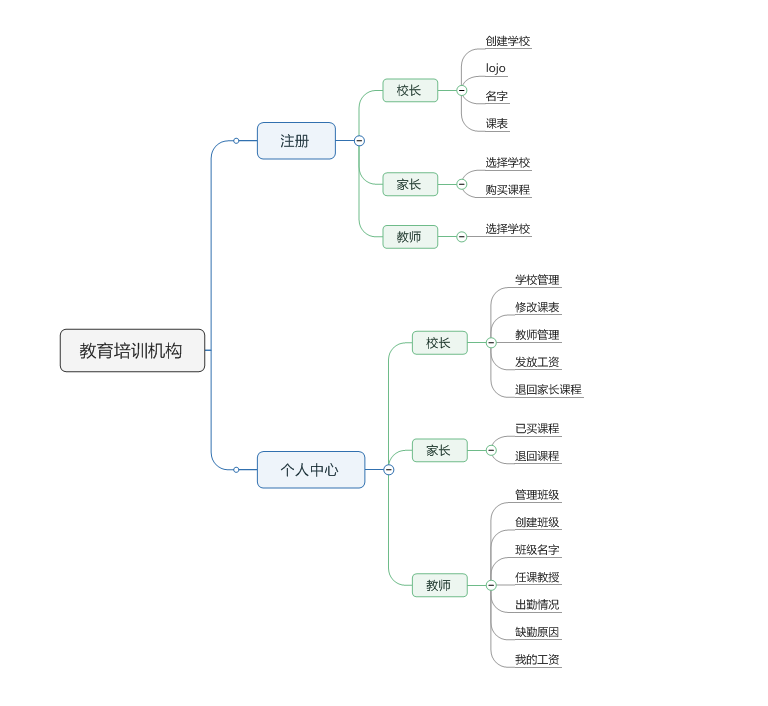 教育培训机构
注册
校长
创建学校
lojo
名字
课表
家长
选择学校
购买课程
教师
选择学校
个人中心
校长
学校管理
修改课表
教师管理
发放工资
退回家长课程
家长
已买课程
退回课程
教师
管理班级
创建班级
班级名字
任课教授
出勤情况
缺勤原因
我的工资